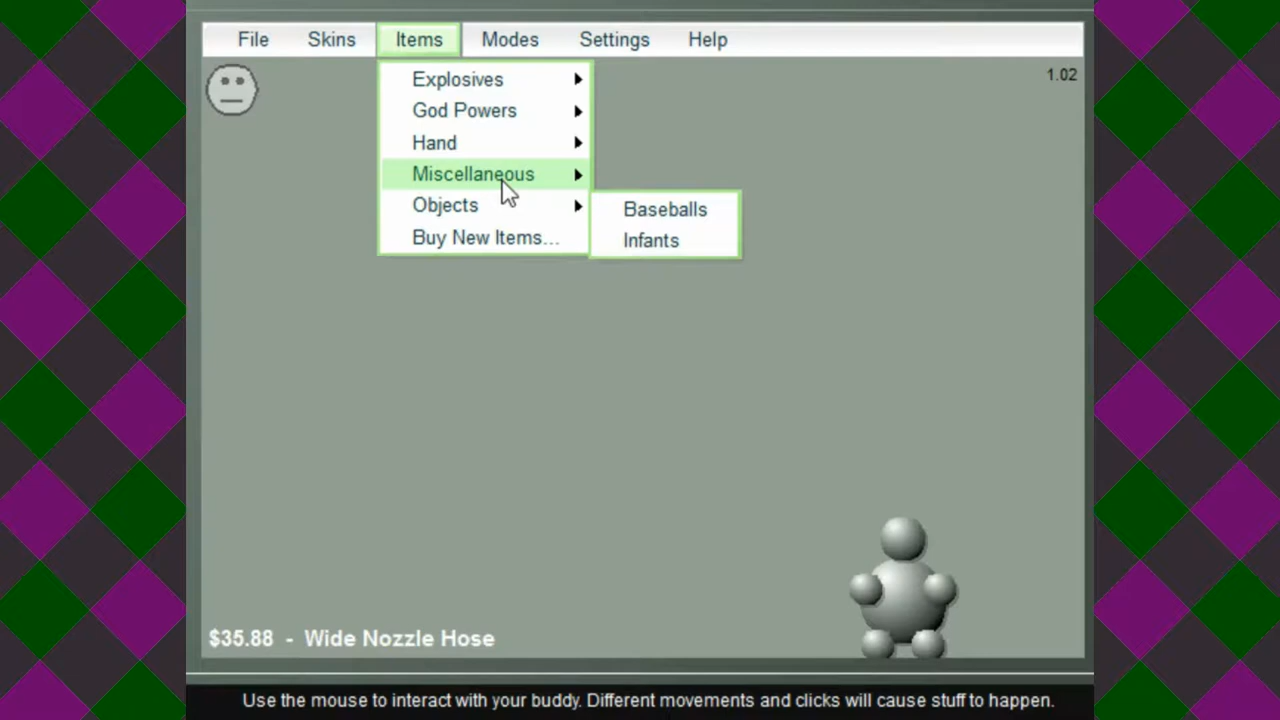 File Skins Items Modes Settings Help
1.02
Explosives
God Powers
Hand
Miscellaneous
Objects
Buy New Items...
Baseballs
Infants
$35.88 - Wide Nozzle Hose
Use the mouse to interact with your buddy. Different movements and clicks will cause stuff to happen.